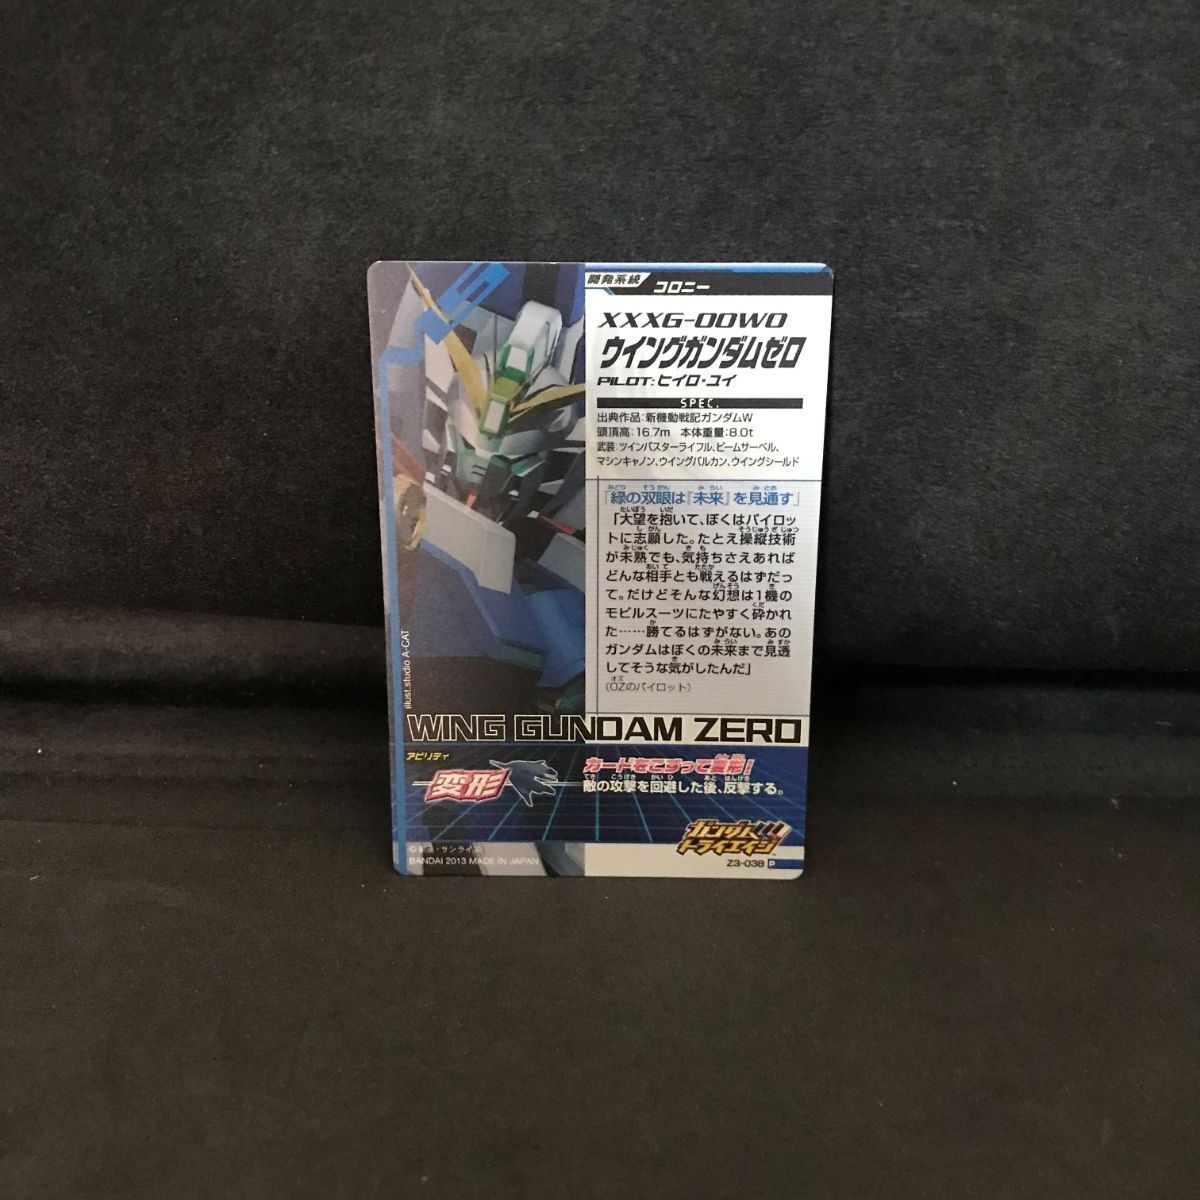 開発系統 コロニー
XXXG-00W0
ウイングガンダムゼロ
PILOT:ヒイロ・ユイ
SPEC.
出典作品:新機動戦記ガンダムW
頭頂高:16.7m 本体重量:8.0t
武装:ツインバスターライフル、ビームサーベル、
マシンキャノン、ウイングバルカン、ウイングシールド
「緑の双眼は『未来』を見通す」
「大望を抱いて、ぼくはパイロッ
トに志願した。たとえ操縦技術
が未熟でも、気持ちさえあれば
どんな相手とも戦えるはずだっ
て。だけどそんな幻想は1機の
モビルスーツにたやすく砕かれ
た……勝てるはずがない。あの
ガンダムはぼくの未来まで見透
してそうな気がしたんだ」
(OZのパイロット)
illust.studio A-CAT
WING GUNDAM ZERO
アビリティ
変形
カードをこすって変形!
敵の攻撃を回避した後、反撃する。
ガンダム
トライエイジ
©創通・サンライズ
BANDAI 2013 MADE IN JAPAN
Z3-038 P